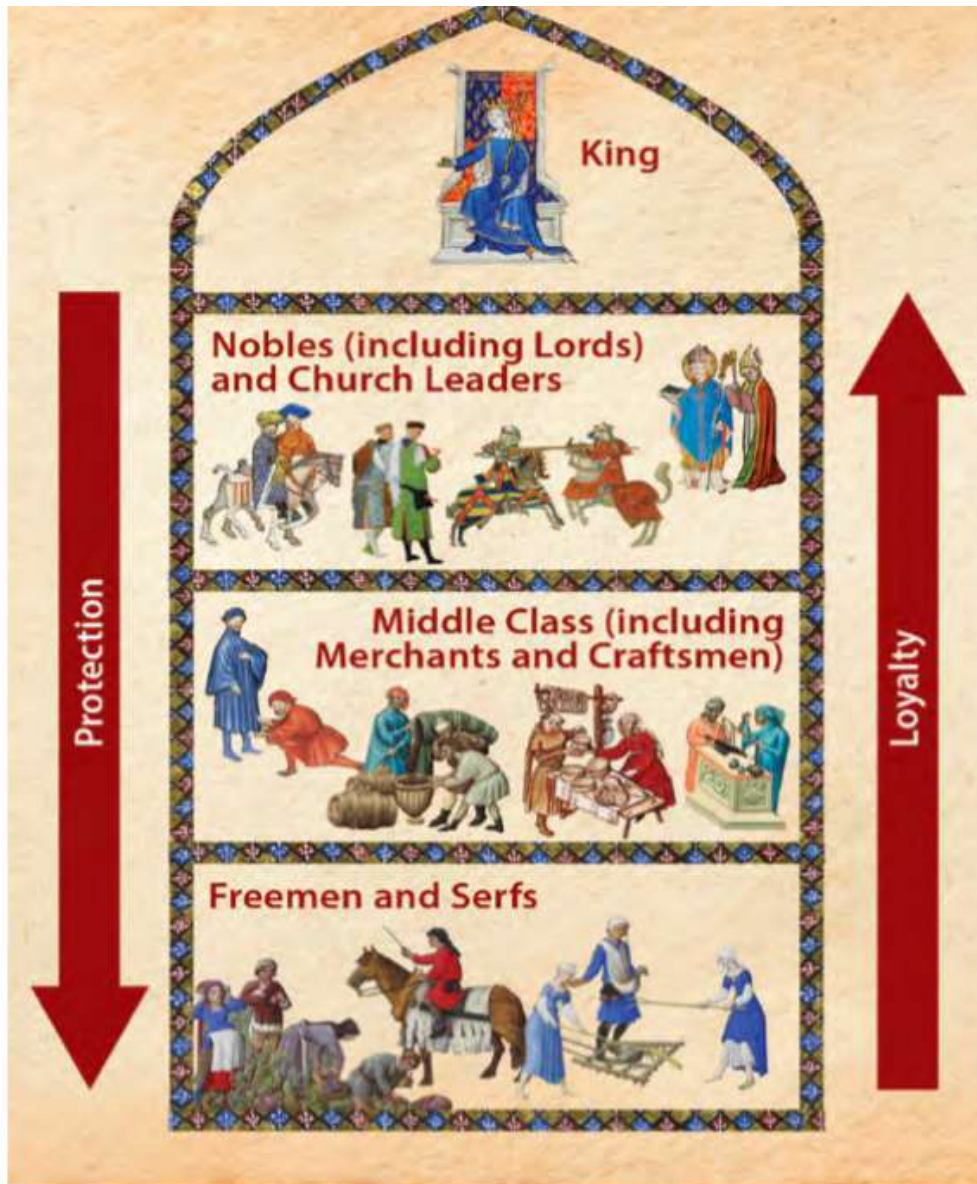 King
Nobles (including Lords)
and Church Leaders
Middle Class (including
Merchants and Craftsmen)
Freemen and Serfs
Protection
Loyalty